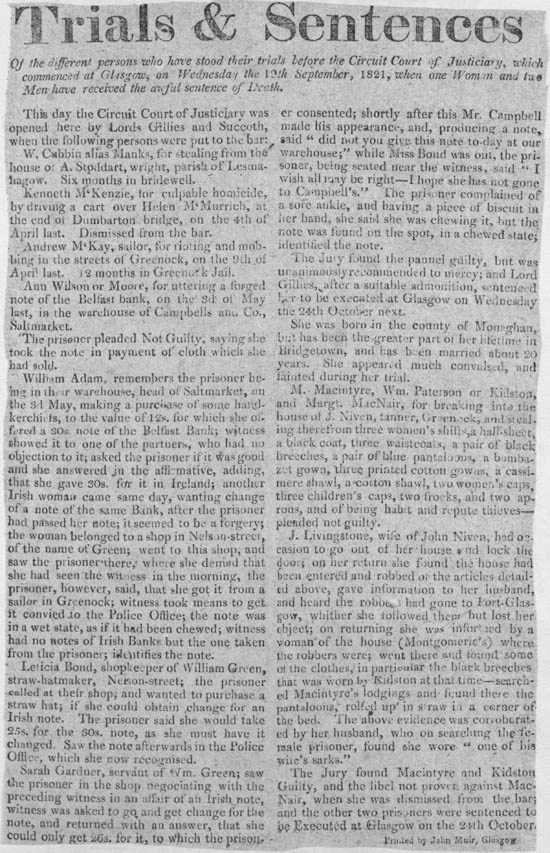 Trials & Sentences
Of the different persons who have stood their trials before the Circuit Court of Justiciary, which
commenced at Glasgow, on Wednesday the 19th September, 1821, when one Woman and two
Men have received the awful sentence of Death.
This day the Circuit Court of Justiciary was
opened here by Lords Gillies and Succoth,
when the following persons were put to the bar:
W. Cubbin alias Manks, for stealing from the
house of A. Stoddart, wright, parish of Lesma-
hagow. Six months in bridewell.
Kenneth M'Kenzie, for culpable homicide,
by driving a cart over Helen M'Murrich, at
the end of Dumbarton bridge, on the 4th of
April last. Dismissed from the bar.
Andrew M'Kay, sailor, for rioting and mob-
bing in the streets of Greenock, on the 9th of
April last. 12 months in Greenock Jail.
Ann Wilson or Moore, for uttering a forged
note of the Belfast bank, on the 3d of May
last, in the warehouse of Campbells and Co.,
Saltmarket.
The prisoner pleaded Not Guilty, saying she
took the note in payment of cloth which she
had sold.
William Adam, remembers the prisoner be-
ing in their warehouse, head of Saltmarket, on
the 3d May, making a purchase of some hand-
kerchiefs, to the value of 12s. for which she of-
fered a 30s. note of the Belfast Bank; witness
showed it to one of the partners, who had no
objection to it; asked the prisoner if it was good
and she answered in the affirmative, adding,
that she gave 30s. for it in Ireland; another
Irish woman came same day, wanting change
of a note of the same Bank, after the prisoner
had passed her note; it seemed to be a forgery;
the woman belonged to a shop in Nelson-street,
of the name of Green; went to this shop, and
saw the prisoner there, where she denied that
she had seen the witness in the morning, the
prisoner, however, said, that she got it from a
sailor in Greenock; witness took means to get
it convied to the Police Office; the note was
in a wet state, as if it had been chewed; witness
had no notes of Irish Banks but the one taken
from the prisoner; identifies the note.
Leticia Bond, shopkeeper of William Green,
straw-hatmaker, Nelson-street; the prisoner
called at their shop; and wanted to purchase a
straw hat; if she could obtain change for an
Irish note. The prisoner said she would take
25s. for the 30s. note, as she must have it
changed. Saw the note afterwards in the Police
Office, which she now recognised.
Sarah Gardner, servant of Wm. Green; saw
the prisoner in the shop negociating with the
preceding witness in an affair of an Irish note,
witness was asked to go and get change for the
note, and returned with an answer, that she
could only get 26s. for it, to which the prison-
er consented; shortly after this Mr. Campbell
made his appearance, and, producing a note,
said “ did not you give this note to-day at our
warehouse;” while Miss Bond was out, the pri-
soner, being seated near the witness, said “ I
wish all may be right—I hope she has not gone
to Campbell's.” The prisoner complained of
a sore ankle, and having a piece of biscuit in
her hand, she said she was chewing it, but the
note was found on the spot, in a chewed state;
identified the note.
The Jury found the pannel guilty, but was
unanimously recommended to mercy; and Lord
Gillies, after a suitable admonition, sentenced
her to be executed at Glasgow on Wednesday
the 24th October next.
She was born in the county of Monaghan,
but has been the greater part of her lifetime in
Bridgetown, and has been married about 20
years. She appeared much convulsed, and
fainted during her trial.
M. Macintyre, Wm. Paterson or Kidston,
and Margt. MacNair, for breaking into the
house of J. Niven, tanner, Greenock, and steal-
ing therefrom three women's shifts, a half-sheet,
a black coat, three waistcoats, a pair of black
breeches, a pair of blue pantaloons, a bomba-
zet gown, three printed cotton gowns, a cassi-
mere shawl, a cotton shawl, two women's caps,
three children's caps, two frocks, and two ap-
rons, and of being habit and repute thieves—
pleaded not guilty.
J. Livingstone, wife of John Niven, had oc-
casion to go out of her house and lock the
door; on her return she found the house had
been entered and robbed of the articles detail-
ed above, gave information to her husband,
and heard the robbers had gone to Port-Glas-
gow, whither she followed them but lost her
object; on returning she was informed by a
woman of the house (Montgomerie's) where
the robbers were; went there and found some
of the clothes, in particular the black breeches
that was worn by Kidston at that time—search-
ed Macintyre's lodgings and found there the
pantaloons, rolled up in straw in a corner of
the bed. The above evidence was corroborat-
ed by her husband, who on searching the fe-
male prisoner, found she wore “ one of his
wife's sarks.”
The Jury found Macintyre and Kidston
Guilty, and the libel not proven against Mac-
Nair, when she was dismissed from the bar;
and the other two prisoners were sentenced to
be Executed at Glasgow on the 24th October.
Printed by John Muir, Glasgow